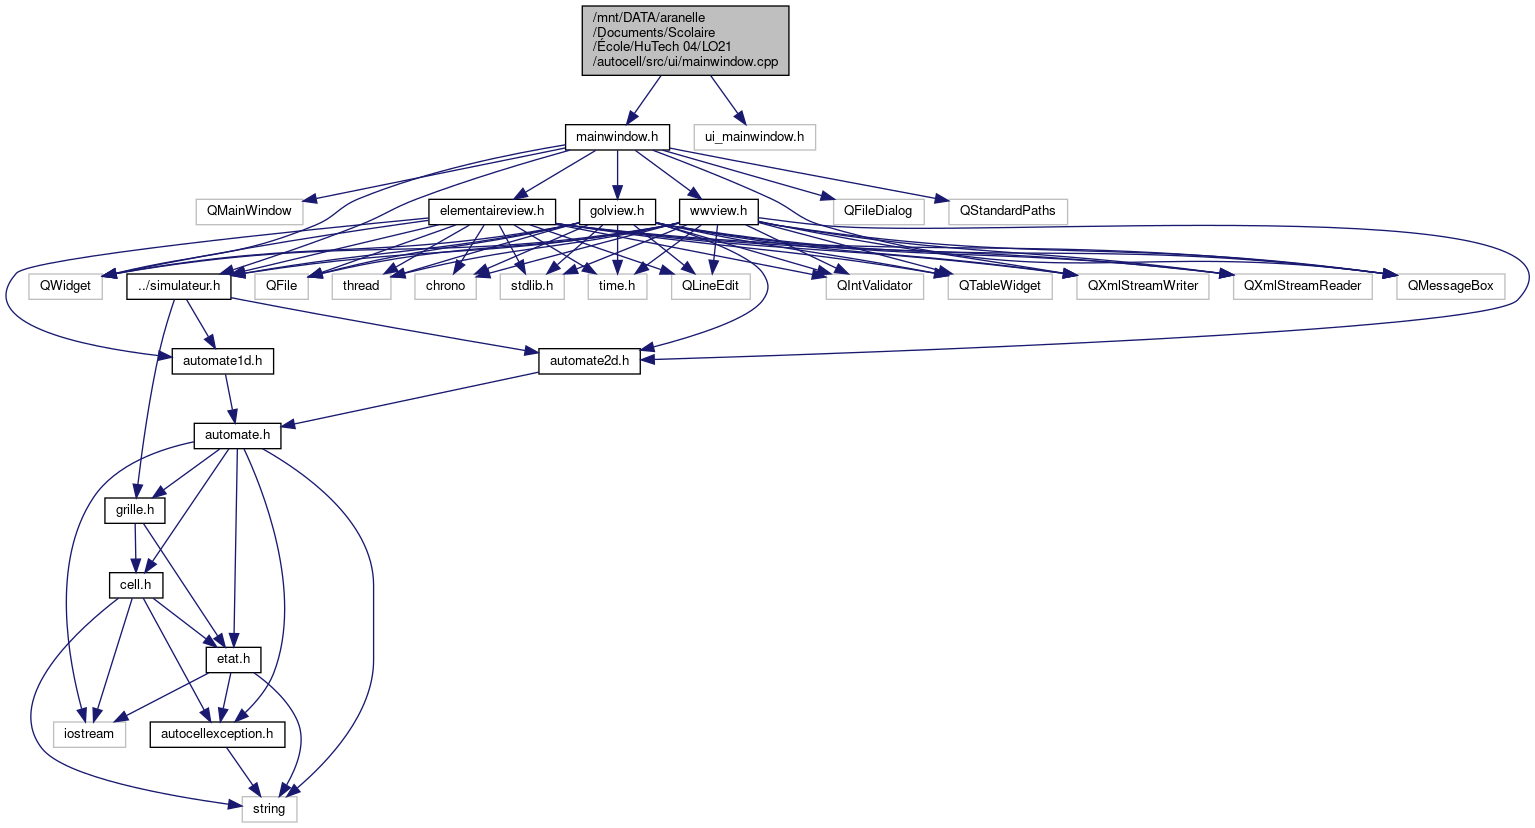 /mnt/DATA/aranelle
/Documents/Scolaire
/École/HuTech 04/LO21
/autocell/src/ui/mainwindow.cpp
mainwindow.h
ui_mainwindow.h
QMainWindow
elementaireview.h
golview.h
wwview.h
QFileDialog
QStandardPaths
QWidget
../simulateur.h
QFile
thread
chrono
stdlib.h
time.h
QLineEdit
QIntValidator
QTableWidget
QXmlStreamWriter
QXmlStreamReader
QMessageBox
automate1d.h
automate2d.h
automate.h
grille.h
cell.h
etat.h
iostream
autocellexception.h
string